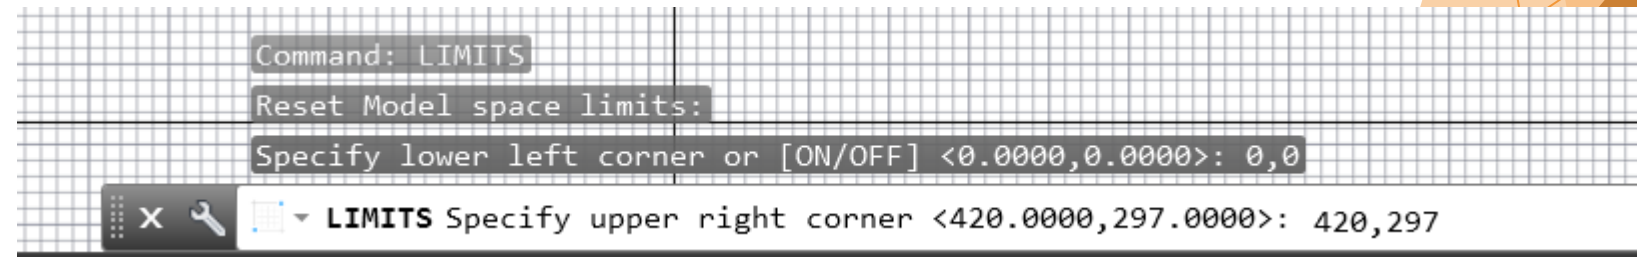 Command: LIMITS
Reset Model space limits:
Specify lower left corner or [ON/OFF] <0.0000,0.0000>: 0,0
LIMITS Specify upper right corner <420.0000,297.0000>: 420,297